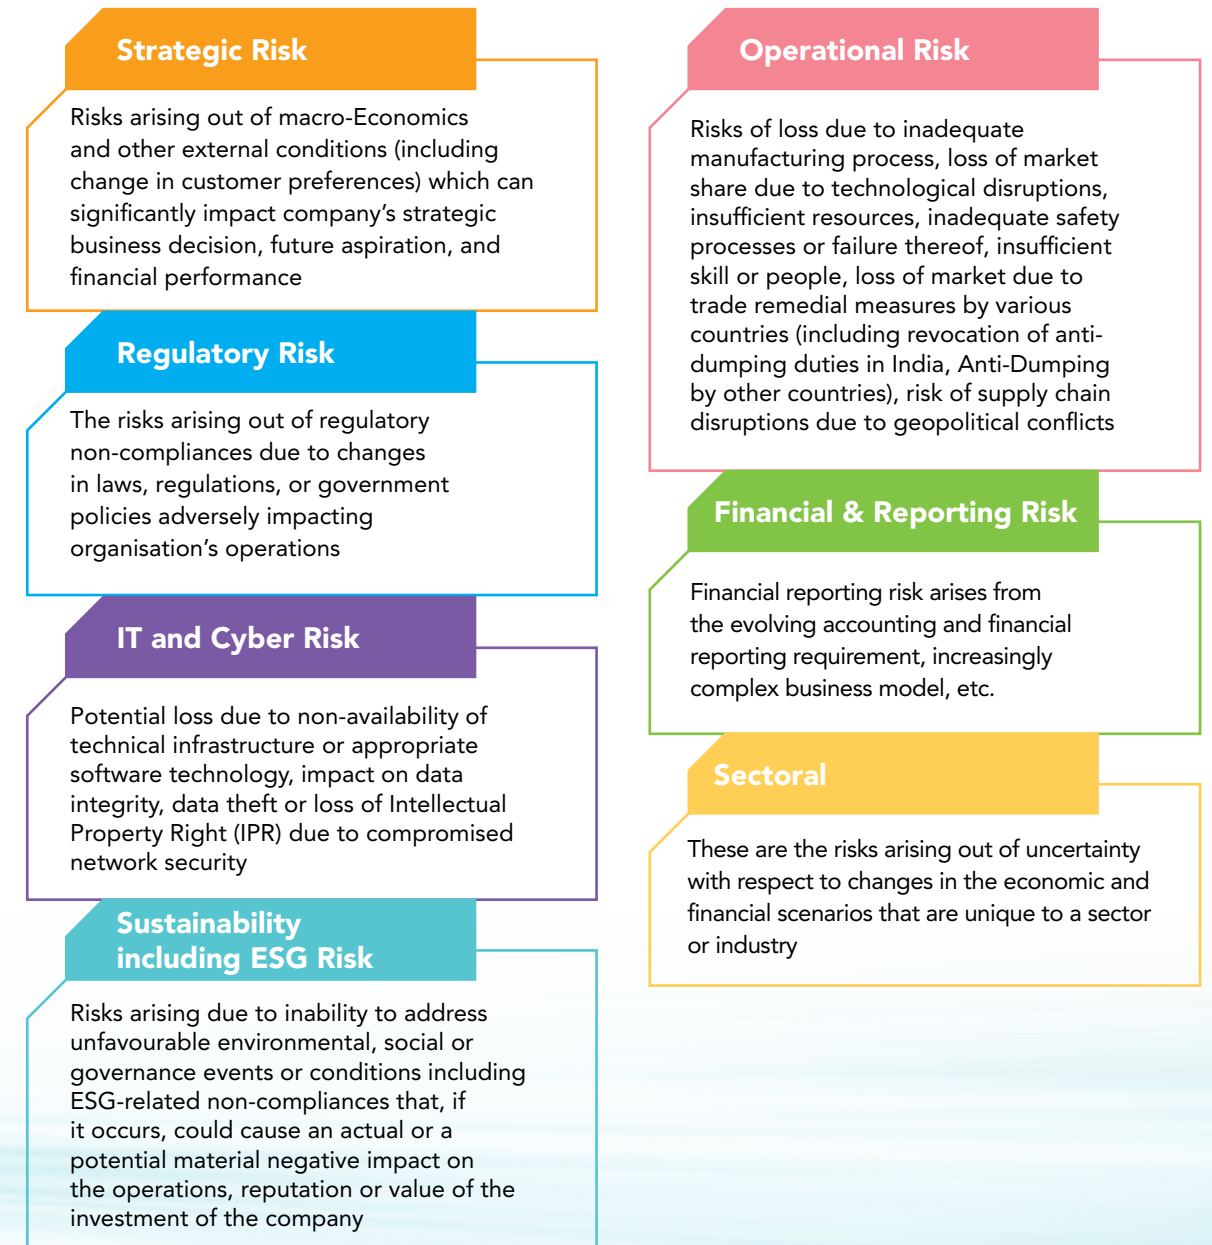 Strategic Risk
Risks arising out of macro-Economics
and other external conditions (including
change in customer preferences) which can
significantly impact company's strategic
business decision, future aspiration, and
financial performance
Regulatory Risk
The risks arising out of regulatory
non-compliances due to changes
in laws, regulations, or government
policies adversely impacting
organisation's operations
IT and Cyber Risk
Potential loss due to non-availability of
technical infrastructure or appropriate
software technology, impact on data
integrity, data theft or loss of Intellectual
Property Right (IPR) due to compromised
network security
Sustainability
including ESG Risk
Risks arising due to inability to address
unfavourable environmental, social or
governance events or conditions including
ESG-related non-compliances that, if
it occurs, could cause an actual or a
potential material negative impact on
the operations, reputation or value of the
investment of the company
Operational Risk
Risks of loss due to inadequate
manufacturing process, loss of market
share due to technological disruptions,
insufficient resources, inadequate safety
processes or failure thereof, insufficient
skill or people, loss of market due to
trade remedial measures by various
countries (including revocation of anti-
dumping duties in India, Anti-Dumping
by other countries), risk of supply chain
disruptions due to geopolitical conflicts
Financial & Reporting Risk
Financial reporting risk arises from
the evolving accounting and financial
reporting requirement, increasingly
complex business model, etc.
Sectoral
These are the risks arising out of uncertainty
with respect to changes in the economic and
financial scenarios that are unique to a sector
or industry